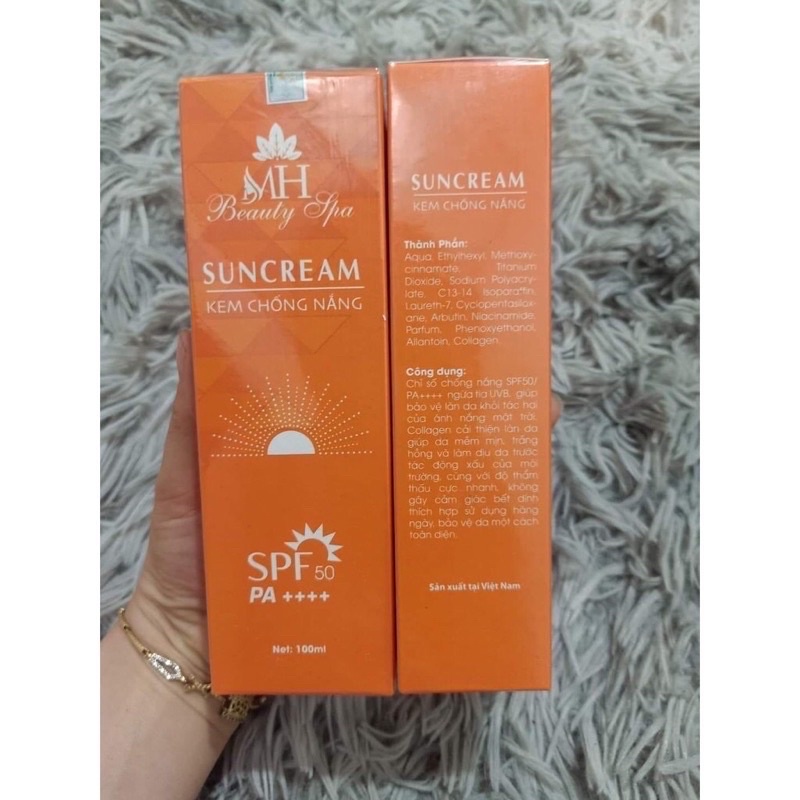 MH
Beauty Spa
SUNCREAM
KEM CHỐNG NẮNG
SPF 50
PA ++++
Net: 100ml
SUNCREAM
KEM CHỐNG NẮNG
Thành Phần:
Aqua, Ethylhexyl, Methoxy-
cinnamate, Titanium
Dioxide, Sodium Polyacry-
late, C13-14 Isoparaffin,
Laureth-7, Cyclopentasilox-
ane, Arbutin, Niacinamide,
Parfum, Phenoxyethanol,
Allantoin, Collagen.
Công dụng:
Chỉ số chống nắng SPF50/
PA++++ ngừa tia UVB, giúp
bảo vệ làn da khỏi tác hại
của ánh nắng mặt trời.
Collagen cải thiện làn da
giúp da mềm mịn, trắng
hồng và làm dịu da trước
tác động xấu của môi
trường, cùng với độ thẩm
thấu cực nhanh, không
gây cảm giác bết dính
thích hợp sử dụng hàng
ngày, bảo vệ da một cách
toàn diện.
Sản xuất tại Việt Nam